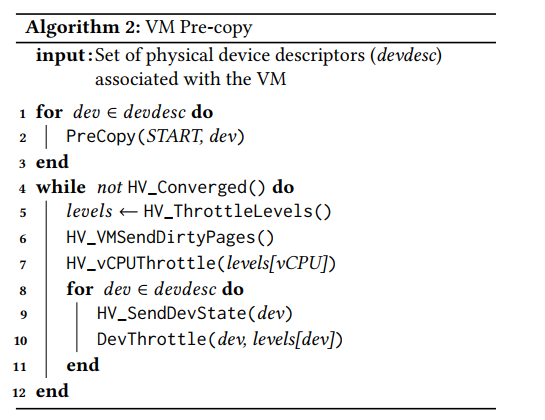 Algorithm 2: VM Pre-copy
input: Set of physical device descriptors (devdesc)
associated with the VM
1 for dev ∈ devdesc do
2 PreCopy(START, dev)
3 end
4 while not HV_Converged() do
5 levels ← HV_ThrottleLevels()
6 HV_VMSendDirtyPages()
7 HV_vCPUThrottle(levels[vCPU])
8 for dev ∈ devdesc do
9 HV_SendDevState(dev)
10 DevThrottle(dev, levels[dev])
11 end
12 end